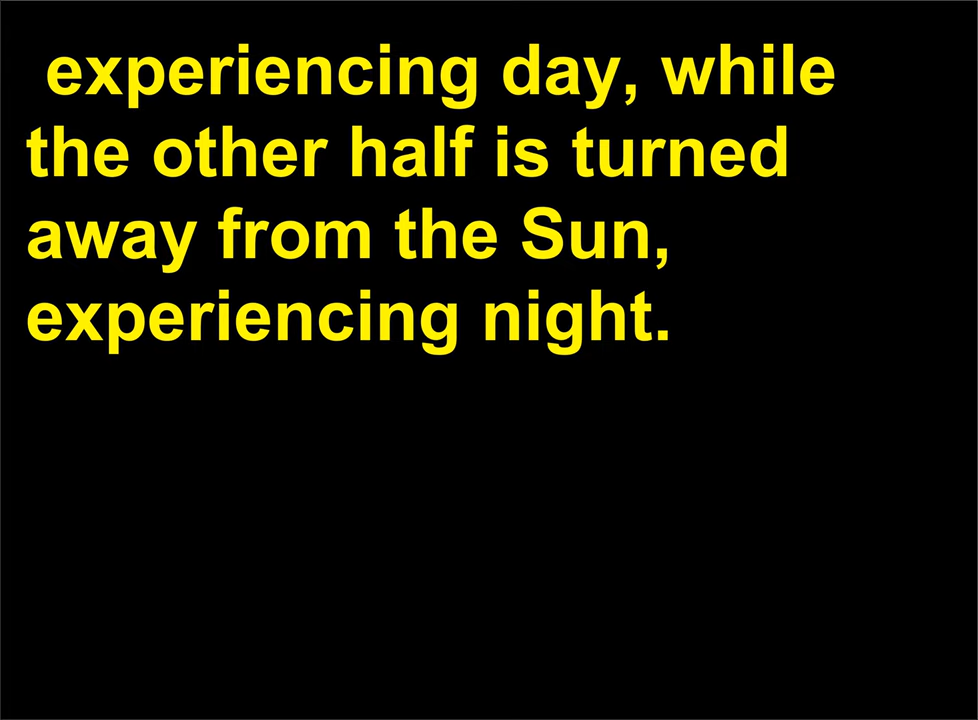 experiencing day, while
the other half is turned
away from the Sun,
experiencing night.